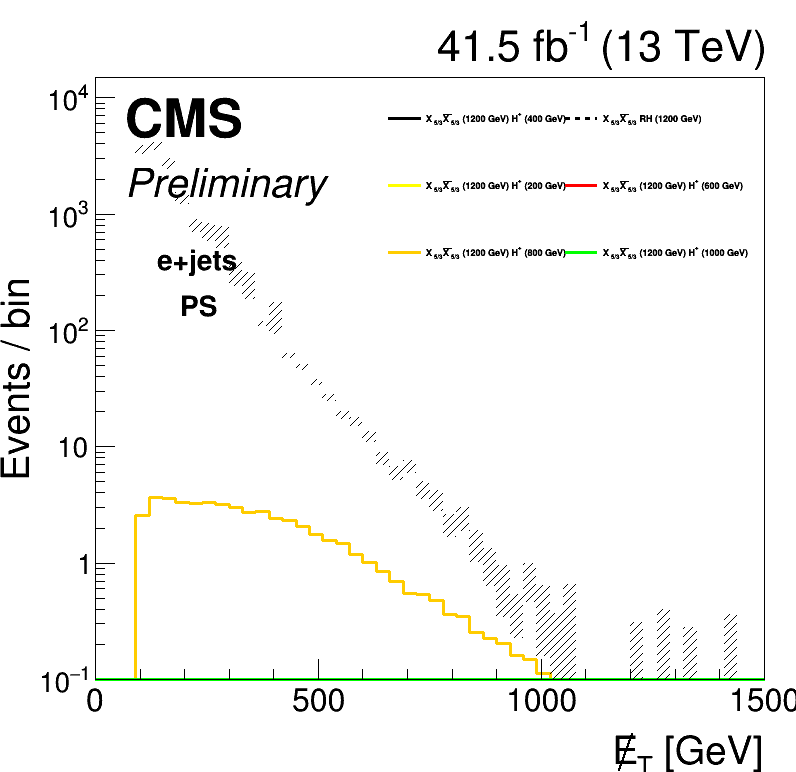 41.5 fb⁻¹ (13 TeV)
CMS
Preliminary
e+jets
PS
X₅/₃X̅₅/₃ (1200 GeV) H⁺ (400 GeV)
X₅/₃X̅₅/₃ RH (1200 GeV)
X₅/₃X̅₅/₃ (1200 GeV) H⁺ (200 GeV)
X₅/₃X̅₅/₃ (1200 GeV) H⁺ (600 GeV)
X₅/₃X̅₅/₃ (1200 GeV) H⁺ (800 GeV)
X₅/₃X̅₅/₃ (1200 GeV) H⁺ (1000 GeV)
Events / bin
10⁴
10³
10²
10
1
10⁻¹
0 500 1000 1500
E̸_T [GeV]